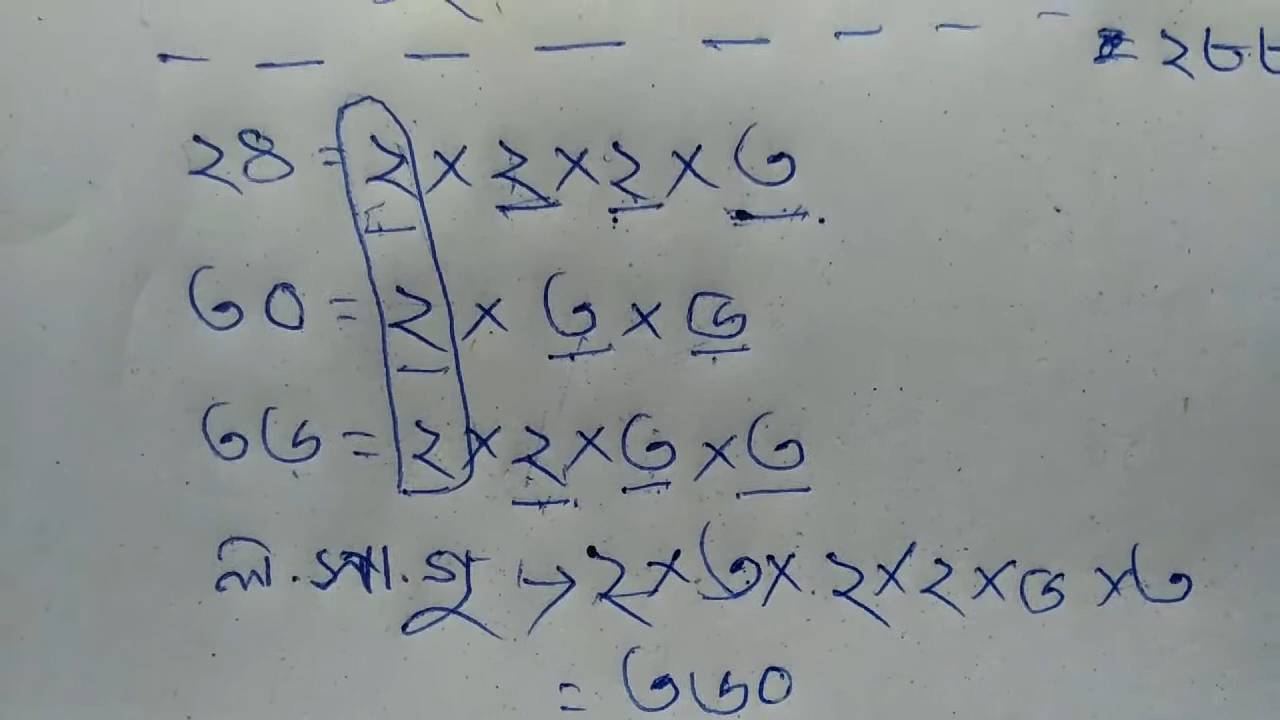 = ২৮৮
২৪ = ২ × ২ × ২ × ৩
৩০ = ২ × ৩ × ৫
৩৬ = ২ × ২ × ৩ × ৩
ল.সা.গু → ২ × ৩ × ২ × ২ × ৫ × ৩
= ৩৬০